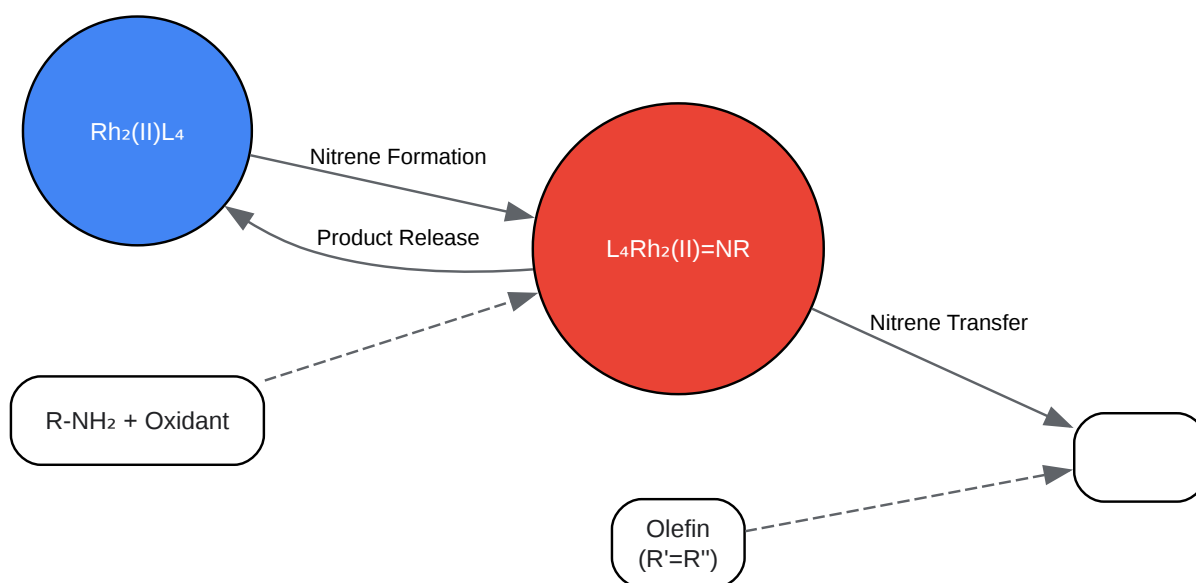 Rh₂(II)L₄
Nitrene Formation
Product Release
L₄Rh₂(II)=NR
Nitrene Transfer
R-NH₂ + Oxidant
Olefin
(R'=R'')